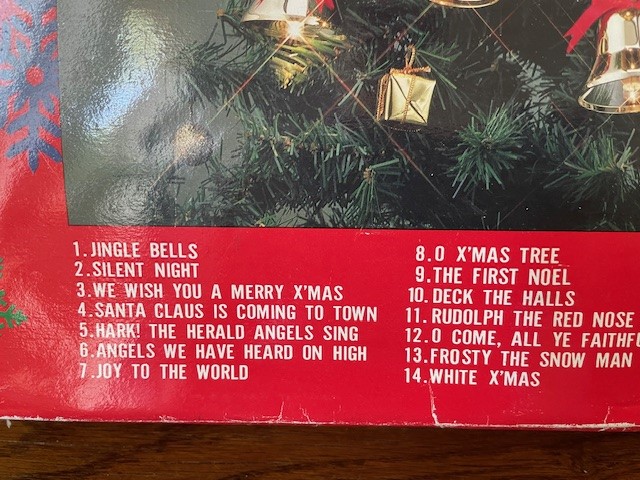 1. JINGLE BELLS
2. SILENT NIGHT
3. WE WISH YOU A MERRY X'MAS
4. SANTA CLAUS IS COMING TO TOWN
5. HARK! THE HERALD ANGELS SING
6. ANGELS WE HAVE HEARD ON HIGH
7. JOY TO THE WORLD
8. O X'MAS TREE
9. THE FIRST NOEL
10. DECK THE HALLS
11. RUDOLPH THE RED NOSE
12. O COME, ALL YE
13. FROSTY THE SNOW MAN
14. WHITE X'MAS